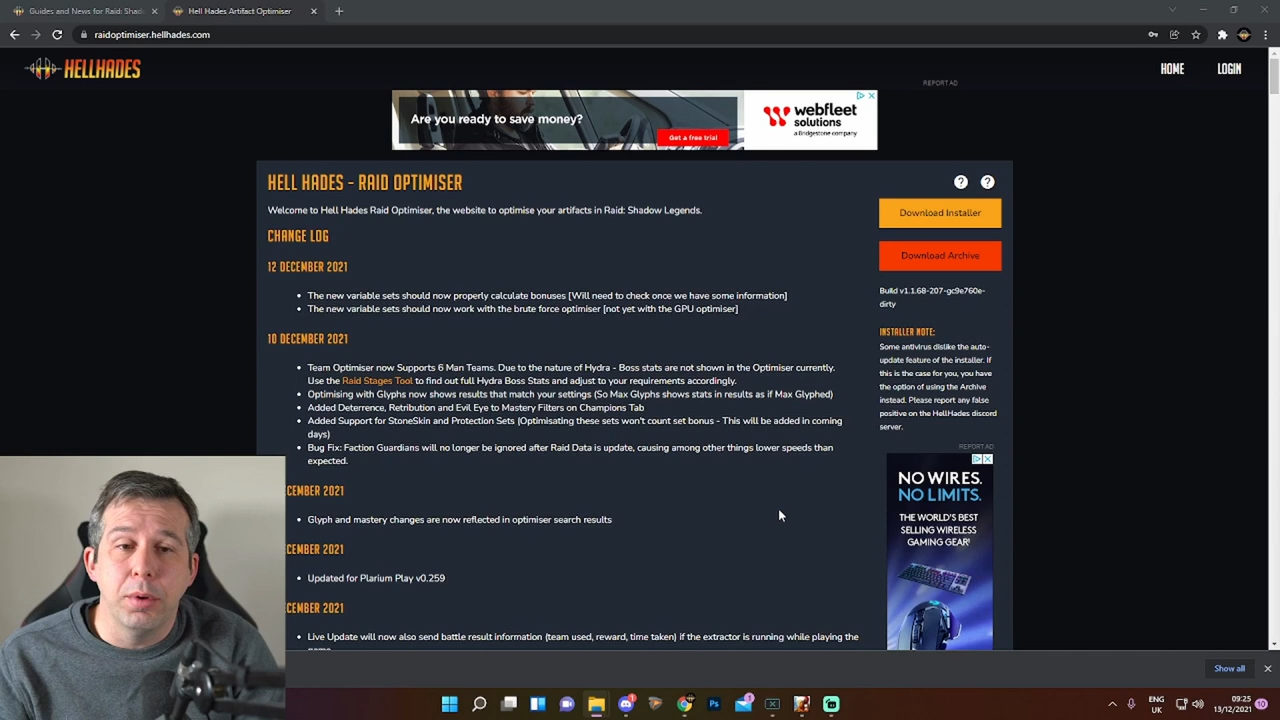 Guides and News for Raid: Shad
Hell Hades Artifact Optimiser
raidoptimiser.hellhades.com
HELLHADES
HOME
LOGIN
REPORT AD
Are you ready to save money?
Get a free trial
webfleet
solutions
a Bridgestone company
HELL HADES - RAID OPTIMISER
Welcome to Hell Hades Raid Optimiser, the website to optimise your artifacts in Raid: Shadow Legends.
CHANGE LOG
12 DECEMBER 2021
• The new variable sets should now properly calculate bonuses [Will need to check once we have some information]
• The new variable sets should now work with the brute force optimiser [not yet with the GPU optimiser]
10 DECEMBER 2021
• Team Optimiser now Supports 6 Man Teams. Due to the nature of Hydra - Boss stats are not shown in the Optimiser currently.
Use the Raid Stages Tool to find out full Hydra Boss Stats and adjust to your requirements accordingly.
• Optimising with Glyphs now shows results that match your settings (So Max Glyphs shows stats in results as if Max Glyphed)
• Added Deterrence, Retribution and Evil Eye to Mastery Filters on Champions Tab
• Added Support for StoneSkin and Protection Sets (Optimisating these sets won't count set bonus - This will be added in coming
days)
• Bug Fix: Faction Guardians will no longer be ignored after Raid Data is update, causing among other things lower speeds than
expected.
ECEMBER 2021
• Glyph and mastery changes are now reflected in optimiser search results
ECEMBER 2021
• Updated for Plarium Play v0.259
ECEMBER 2021
• Live Update will now also send battle result information (team used, reward, time taken) if the extractor is running while playing the
game
Download Installer
Download Archive
Build v1.1.68-207-gc9e760e-
dirty
INSTALLER NOTE:
Some antivirus dislike the auto-
update feature of the installer. If
this is the case for you, you have
the option of using the Archive
instead. Please report any false
positive on the HellHades discord
server.
REPORT AD
NO WIRES.
NO LIMITS.
THE WORLD'S BEST
SELLING WIRELESS
GAMING GEAR!
Show all
ENG
UK
09:25
13/12/2021